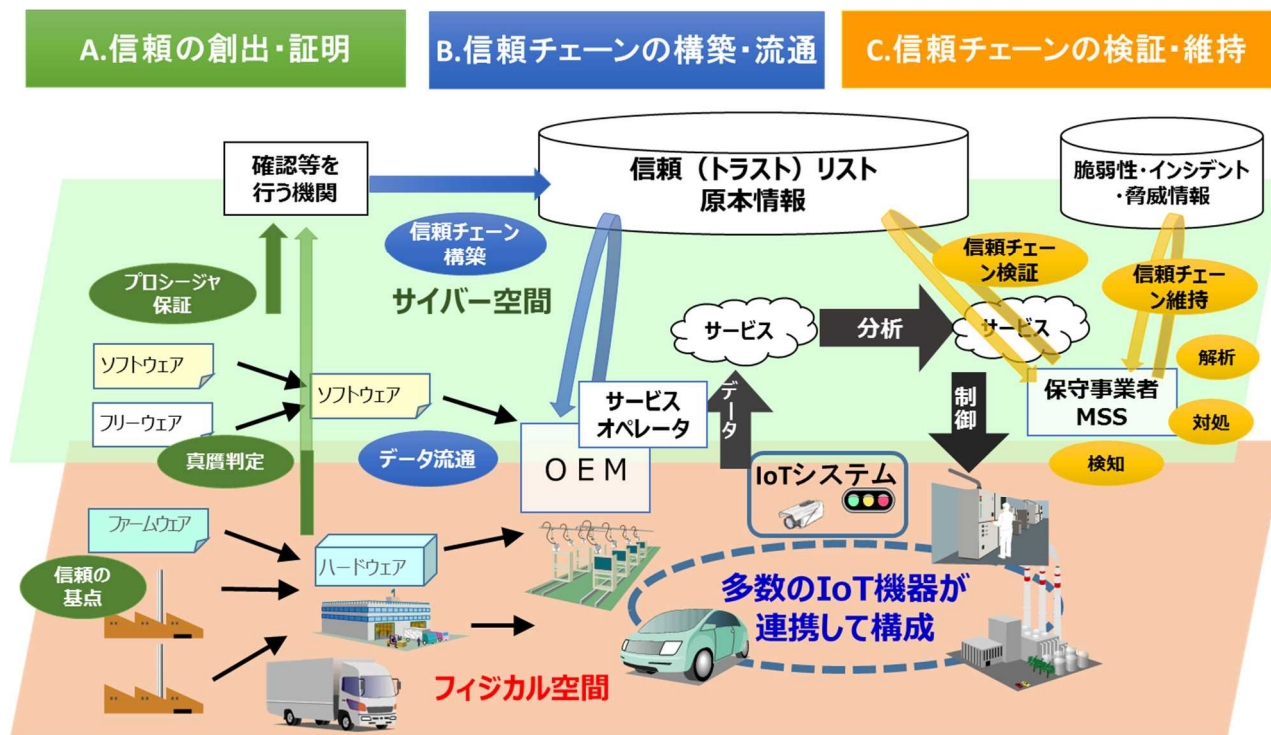 A.信頼の創出・証明
B.信頼チェーンの構築・流通
C.信頼チェーンの検証・維持
確認等を
行う機関
信頼（トラスト）リスト
原本情報
脆弱性・インシデント
・脅威情報
信頼チェーン
構築
信頼チェー
ン検証
信頼チェー
ン維持
プロシージャ
保証
サイバー空間
サービス
分析
サービス
解析
ソフトウェア
ソフトウェア
フリーウェア
サービス
オペレータ
データ
制御
保守事業者
MSS
対処
真贋判定
データ流通
OEM
検知
IoTシステム
ファームウェア
ハードウェア
信頼の
基点
多数のIoT機器が
連携して構成
フィジカル空間